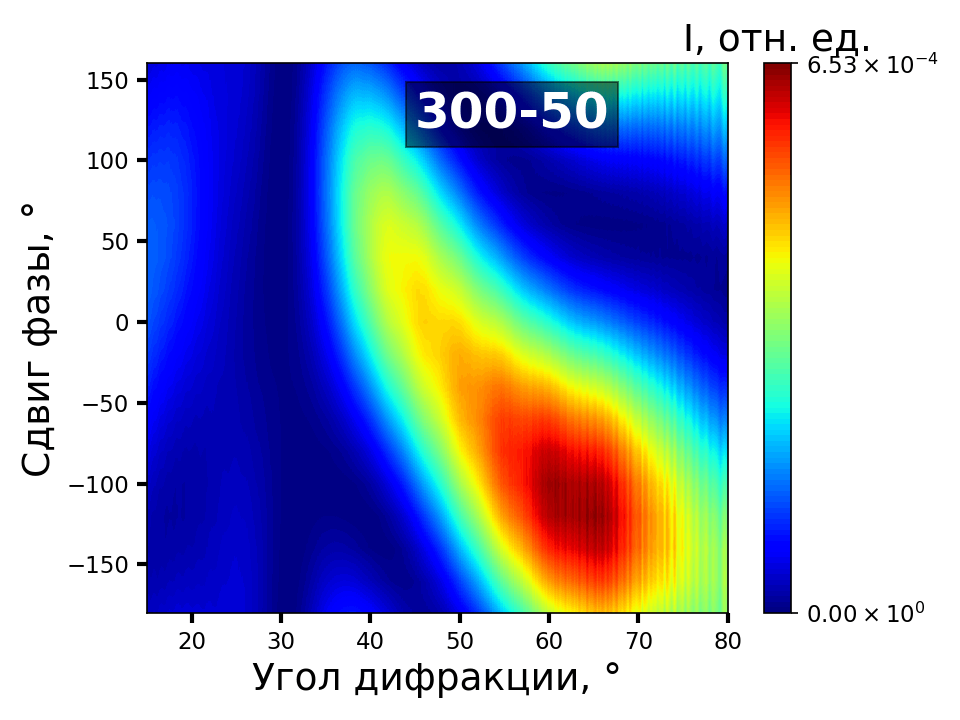 I, отн. ед.
6.53 × 10⁻⁴
300-50
150
100
50
0
−50
−100
−150
Сдвиг фазы, °
0.00 × 10⁰
20 30 40 50 60 70 80
Угол дифракции, °